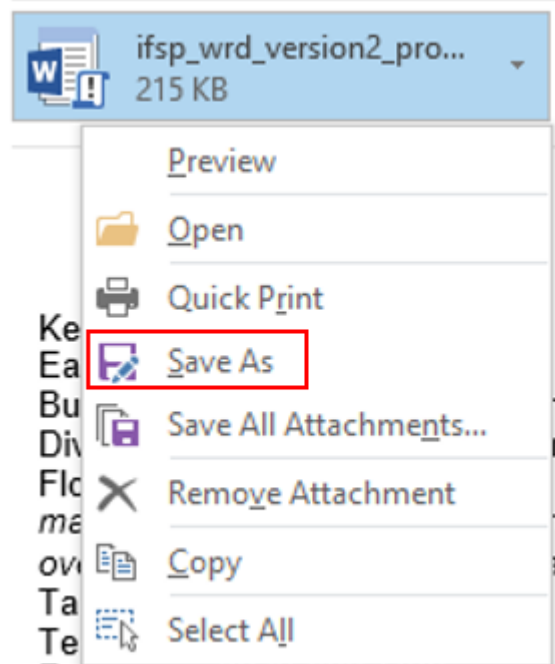 ifsp_wrd_version2_pro...
215 KB
Preview
Open
Quick Print
Save As
Save All Attachments...
Remove Attachment
Copy
Select All